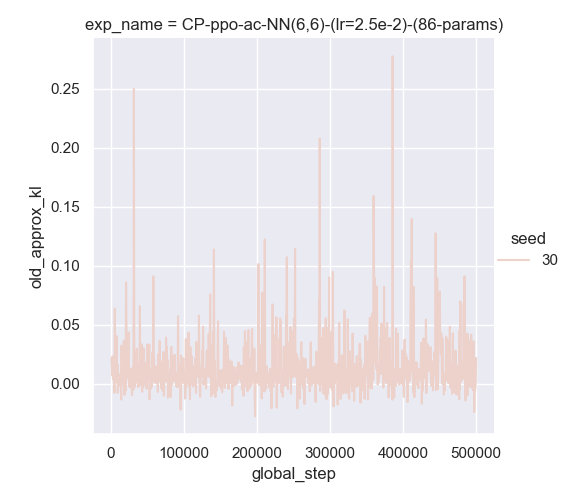 exp_name = CP-ppo-ac-NN(6,6)-(lr=2.5e-2)-(86-params)
0.25
0.20
0.15
0.10
0.05
0.00
old_approx_kl
0 100000 200000 300000 400000 500000
global_step
seed
30